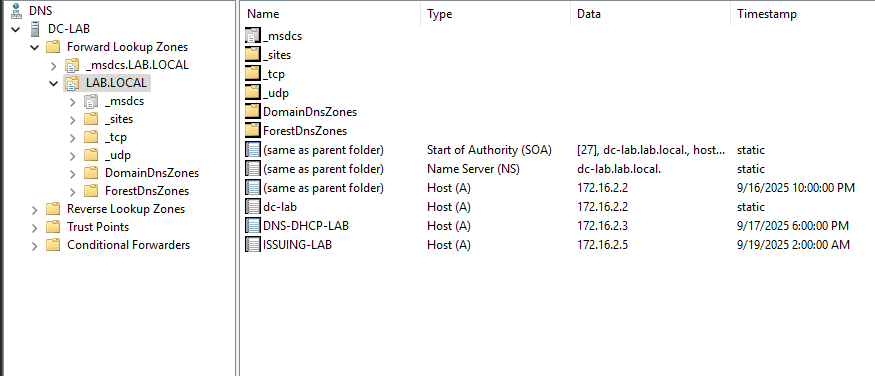 DNS
DC-LAB
Forward Lookup Zones
_msdcs.LAB.LOCAL
LAB.LOCAL
_msdcs
_sites
_tcp
_udp
DomainDnsZones
ForestDnsZones
Reverse Lookup Zones
Trust Points
Conditional Forwarders
Name Type Data Timestamp
_msdcs
_sites
_tcp
_udp
DomainDnsZones
ForestDnsZones
(same as parent folder) Start of Authority (SOA) [27], dc-lab.lab.local., host... static
(same as parent folder) Name Server (NS) dc-lab.lab.local. static
(same as parent folder) Host (A) 172.16.2.2 9/16/2025 10:00:00 PM
dc-lab Host (A) 172.16.2.2 static
DNS-DHCP-LAB Host (A) 172.16.2.3 9/17/2025 6:00:00 PM
ISSUING-LAB Host (A) 172.16.2.5 9/19/2025 2:00:00 AM